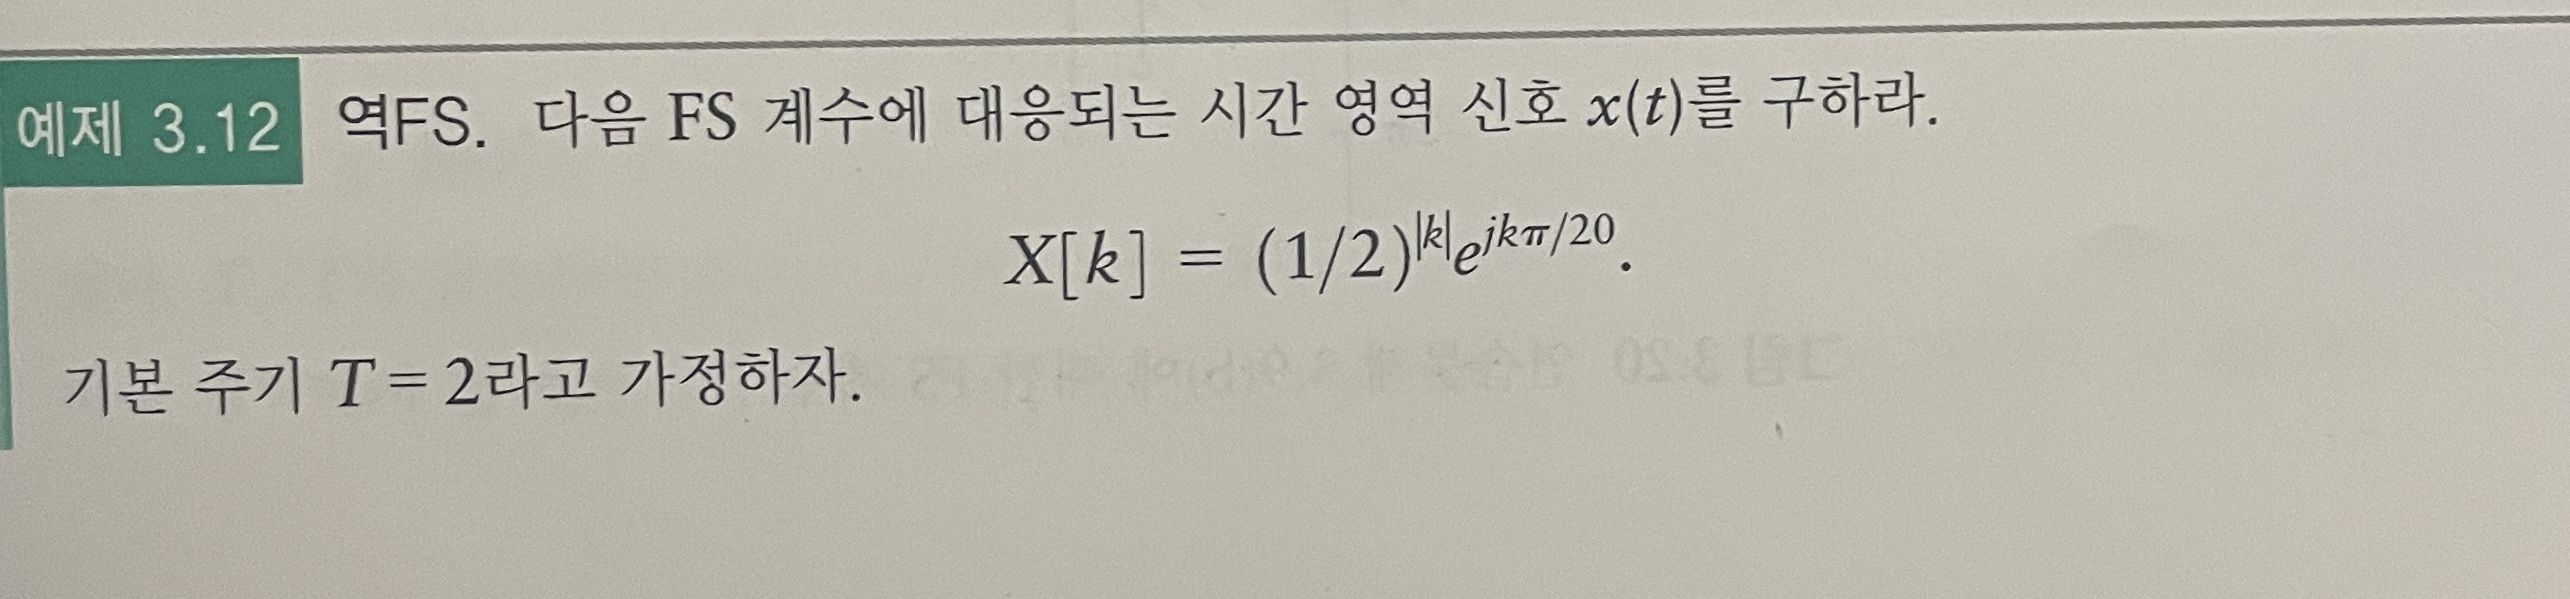 예제 3.12 역FS. 다음 FS 계수에 대응되는 시간 영역 신호 x(t)를 구하라.
X[k] = (1/2)^{|k|}e^{jkπ/20}.
기본 주기 T = 2라고 가정하자.